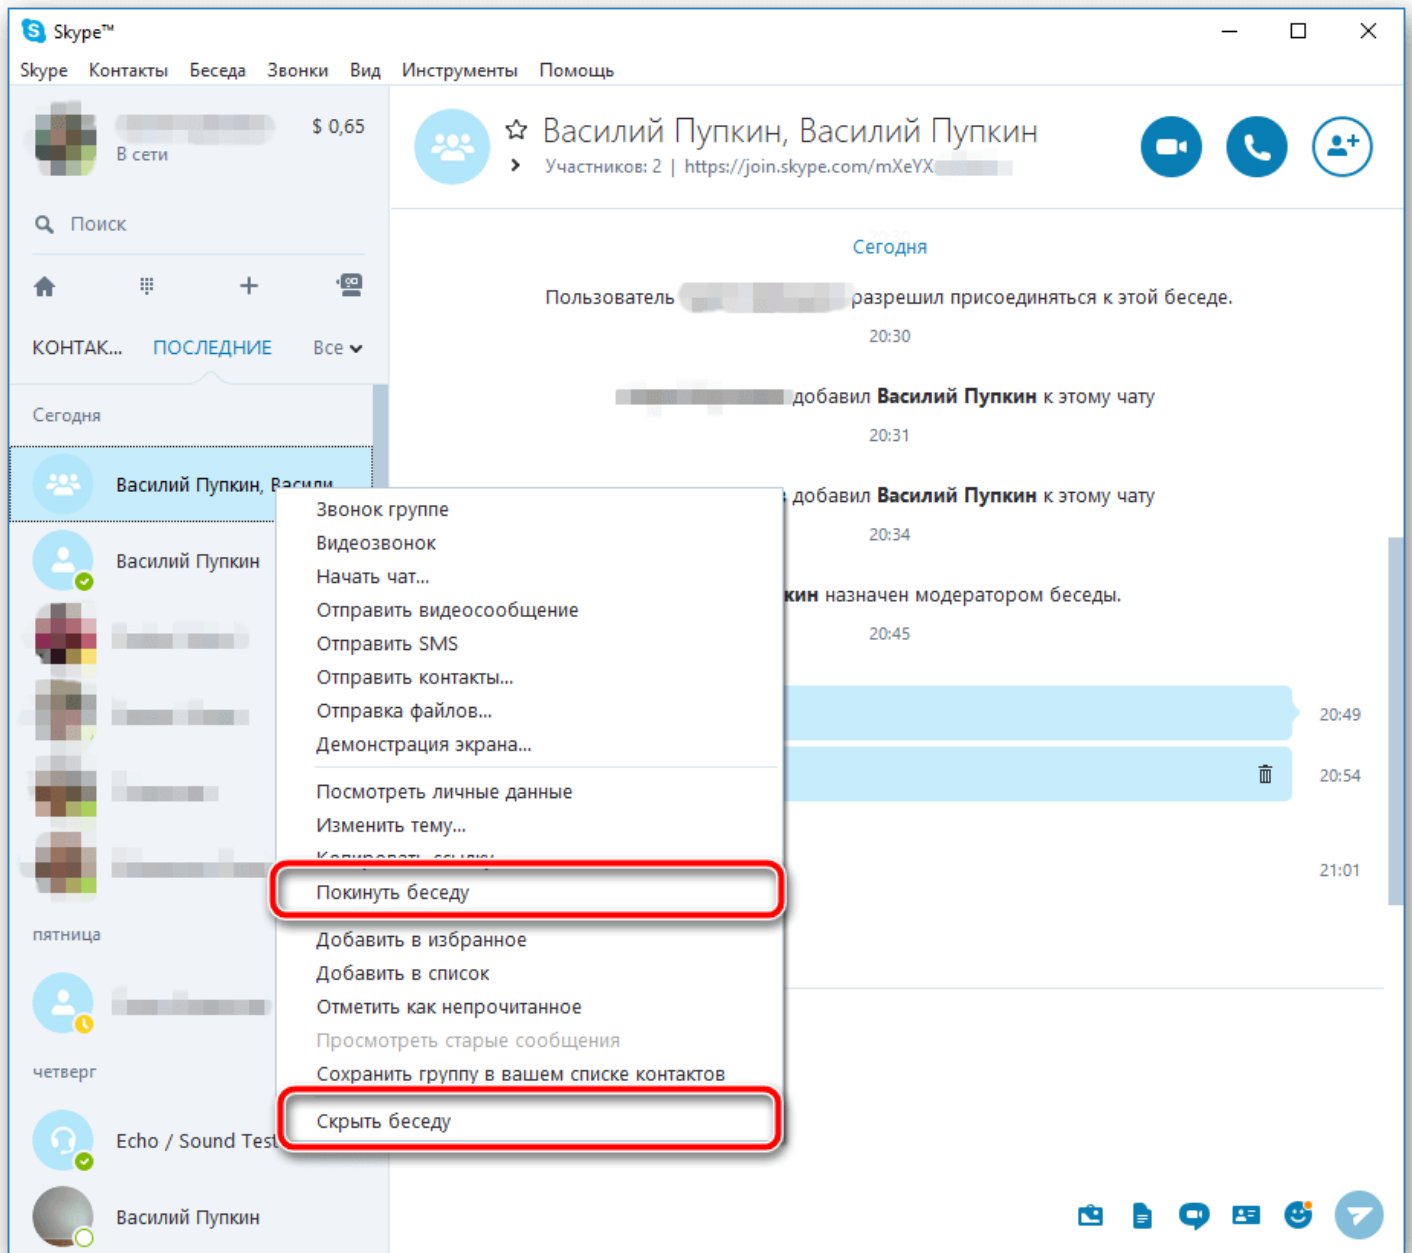 Skype™
Skype Контакты Беседа Звонки Вид Инструменты Помощь
$ 0,65
В сети
Поиск
КОНТАК... ПОСЛЕДНИЕ Все
Сегодня
Василий Пупкин, Васили
Василий Пупкин
пятница
четверг
Echo / Sound Test
Василий Пупкин
Василий Пупкин, Василий Пупкин
Участников: 2 | https://join.skype.com/mXeYX
Сегодня
Пользователь разрешил присоединяться к этой беседе.
20:30
добавил Василий Пупкин к этому чату
20:31
добавил Василий Пупкин к этому чату
20:34
кин назначен модератором беседы.
20:45
20:49
20:54
21:01
Звонок группе
Видеозвонок
Начать чат...
Отправить видеосообщение
Отправить SMS
Отправить контакты...
Отправка файлов...
Демонстрация экрана...
Посмотреть личные данные
Изменить тему...
Копировать ссылку
Покинуть беседу
Добавить в избранное
Добавить в список
Отметить как непрочитанное
Просмотреть старые сообщения
Сохранить группу в вашем списке контактов
Скрыть беседу